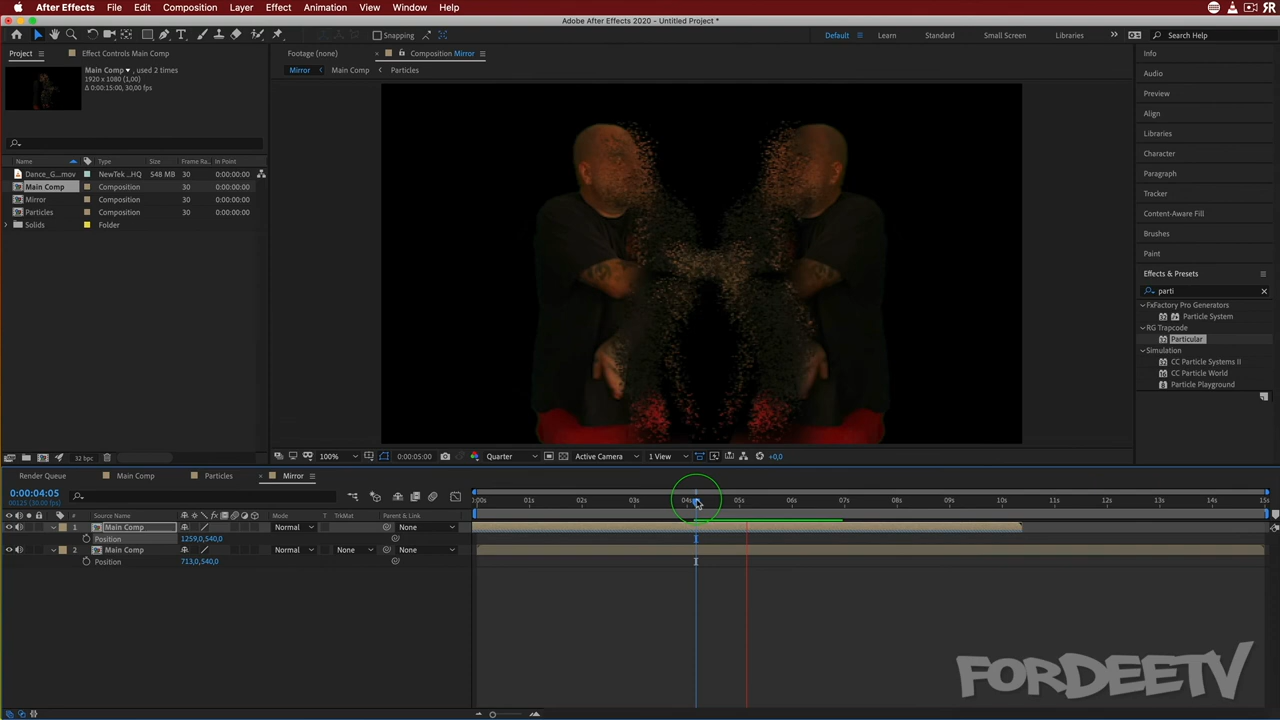 After Effects File Edit Composition Layer Effect Animation View Window Help
Adobe After Effects 2020 - Untitled Project *
Snapping Default Learn Standard Small Screen Libraries Search Help
Project Effect Controls Main Comp Footage (none) Composition Mirror Info
Main Comp , used 2 times
1920 x 1080 (1,00)
Δ 0:00:15:00, 30,00 fps
Mirror Main Comp Particles
Audio
Preview
Align
Libraries
Character
Paragraph
Tracker
Content-Aware Fill
Brushes
Paint
Effects & Presets
parti
FxFactory Pro Generators
Particle System
RG Trapcode
Particular
Simulation
CC Particle Systems II
CC Particle World
Particle Playground
Name Type Size Frame Ra... In Point
Dance_G...mov NewTek ...HQ 548 MB 30 0:00:00:00
Main Comp Composition 30 0:00:00:00
Mirror Composition 30 0:00:00:00
Particles Composition 30 0:00:00:00
Solids Folder
32 bpc 100% 0:00:05:00 Quarter Active Camera 1 View +0,0
Render Queue Main Comp Particles Mirror
0:00:04:05
00125 (30.00 fps)
:00s 01s 02s 03s 04s 05s 06s 07s 08s 09s 10s 11s 12s 13s 14s 15s
# Source Name Mode T TrkMat Parent & Link
1 Main Comp Normal None
Position 1259,0,540,0
2 Main Comp Normal None None
Position 713,0,540,0
FORDEETV